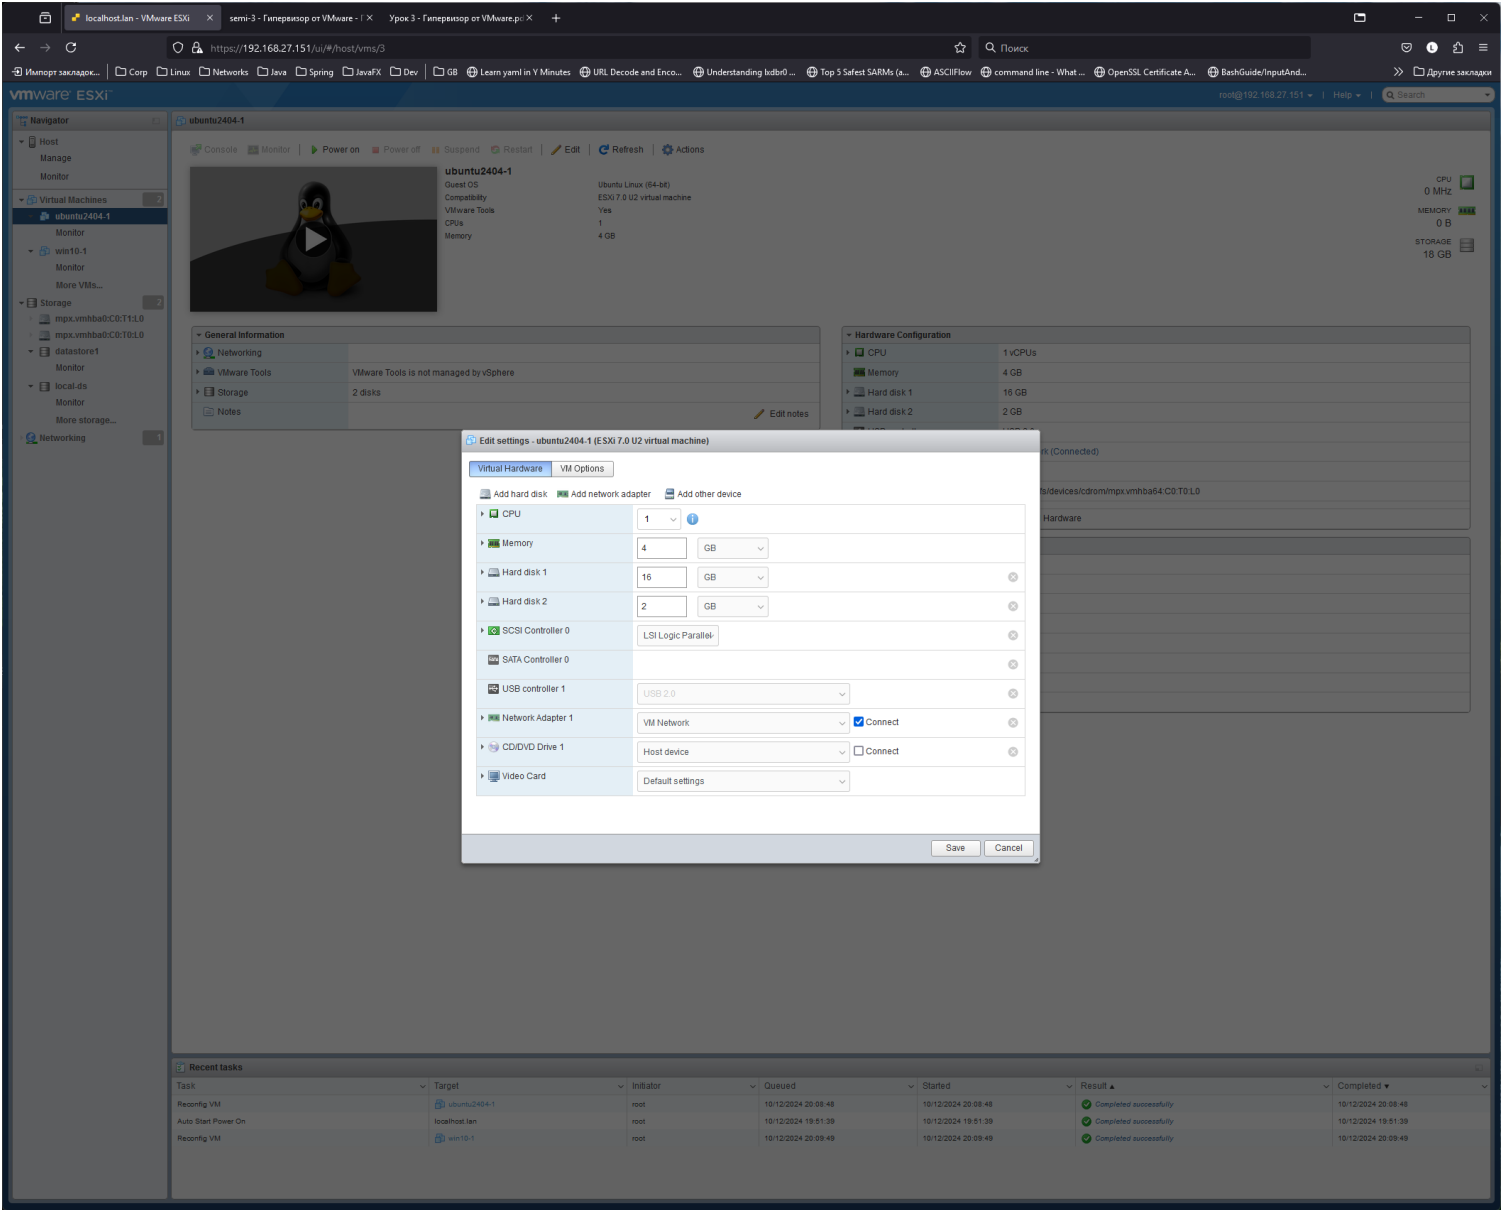 localhost.lan - VMware ESXi
semi-3 - Гипервизор от VMware - Г
Урок 3 - Гипервизор от VMware.pd
https://192.168.27.151/ui/#/host/vms/3
Поиск
Импорт закладок...
Corp
Linux
Networks
Java
Spring
JavaFX
Dev
GB
Learn yaml in Y Minutes
URL Decode and Enco...
Understanding lxdbr0 ...
Top 5 Safest SARMs (a...
ASCIIFlow
command line - What ...
OpenSSL Certificate A...
BashGuide/InputAnd...
Другие закладки
vmware ESXi
root@192.168.27.151
Help
Search
Navigator
Host
Manage
Monitor
Virtual Machines 2
ubuntu2404-1
Monitor
win10-1
Monitor
More VMs...
Storage 2
mpx.vmhba0:C0:T1:L0
mpx.vmhba0:C0:T0:L0
datastore1
Monitor
local-ds
Monitor
More storage...
Networking 1
ubuntu2404-1
Console
Monitor
Power on
Power off
Suspend
Restart
Edit
Refresh
Actions
ubuntu2404-1
Guest OS Ubuntu Linux (64-bit)
Compatibility ESXi 7.0 U2 virtual machine
VMware Tools Yes
CPUs 1
Memory 4 GB
CPU
0 MHz
MEMORY
0 B
STORAGE
18 GB
General Information
Networking
VMware Tools VMware Tools is not managed by vSphere
Storage 2 disks
Notes Edit notes
Hardware Configuration
CPU 1 vCPUs
Memory 4 GB
Hard disk 1 16 GB
Hard disk 2 2 GB
rk (Connected)
fs/devices/cdrom/mpx.vmhba64:C0:T0:L0
Hardware
Edit settings - ubuntu2404-1 (ESXi 7.0 U2 virtual machine)
Virtual Hardware
VM Options
Add hard disk
Add network adapter
Add other device
CPU 1
Memory 4 GB
Hard disk 1 16 GB
Hard disk 2 2 GB
SCSI Controller 0 LSI Logic Parallel
SATA Controller 0
USB controller 1 USB 2.0
Network Adapter 1 VM Network Connect
CD/DVD Drive 1 Host device Connect
Video Card Default settings
Save
Cancel
Recent tasks
Task Target Initiator Queued Started Result Completed
Reconfig VM ubuntu2404-1 root 10/12/2024 20:08:48 10/12/2024 20:08:48 Completed successfully 10/12/2024 20:08:48
Auto Start Power On localhost.lan root 10/12/2024 19:51:39 10/12/2024 19:51:39 Completed successfully 10/12/2024 19:51:39
Reconfig VM win10-1 root 10/12/2024 20:09:49 10/12/2024 20:09:49 Completed successfully 10/12/2024 20:09:49